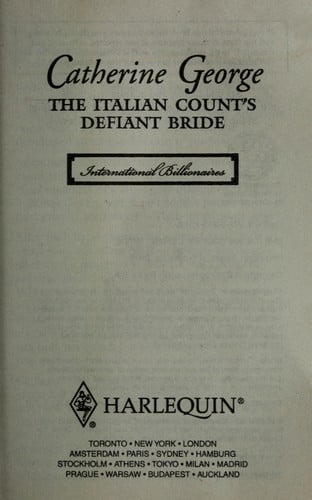 Catherine George
THE ITALIAN COUNT'S
DEFIANT BRIDE
International Billionaires
® HARLEQUIN®
TORONTO • NEW YORK • LONDON
AMSTERDAM • PARIS • SYDNEY • HAMBURG
STOCKHOLM • ATHENS • TOKYO • MILAN • MADRID
PRAGUE • WARSAW • BUDAPEST • AUCKLAND